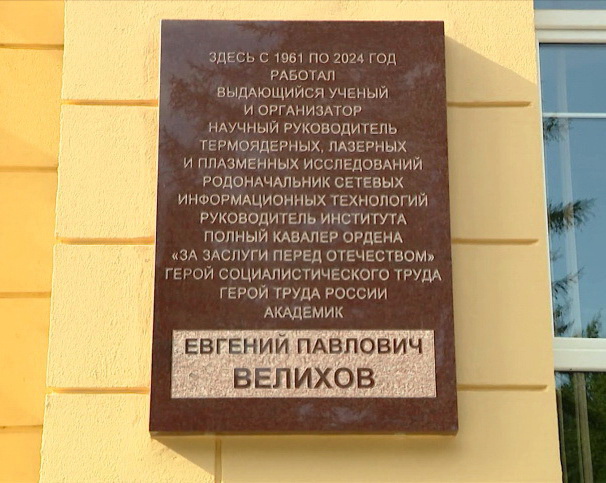 ЗДЕСЬ С 1961 ПО 2024 ГОД
РАБОТАЛ
ВЫДАЮЩИЙСЯ УЧЕНЫЙ
И ОРГАНИЗАТОР
НАУЧНЫЙ РУКОВОДИТЕЛЬ
ТЕРМОЯДЕРНЫХ, ЛАЗЕРНЫХ
И ПЛАЗМЕННЫХ ИССЛЕДОВАНИЙ
РОДОНАЧАЛЬНИК СЕТЕВЫХ
ИНФОРМАЦИОННЫХ ТЕХНОЛОГИЙ
РУКОВОДИТЕЛЬ ИНСТИТУТА
ПОЛНЫЙ КАВАЛЕР ОРДЕНА
«ЗА ЗАСЛУГИ ПЕРЕД ОТЕЧЕСТВОМ»
ГЕРОЙ СОЦИАЛИСТИЧЕСКОГО ТРУДА
ГЕРОЙ ТРУДА РОССИИ
АКАДЕМИК
ЕВГЕНИЙ ПАВЛОВИЧ
ВЕЛИХОВ